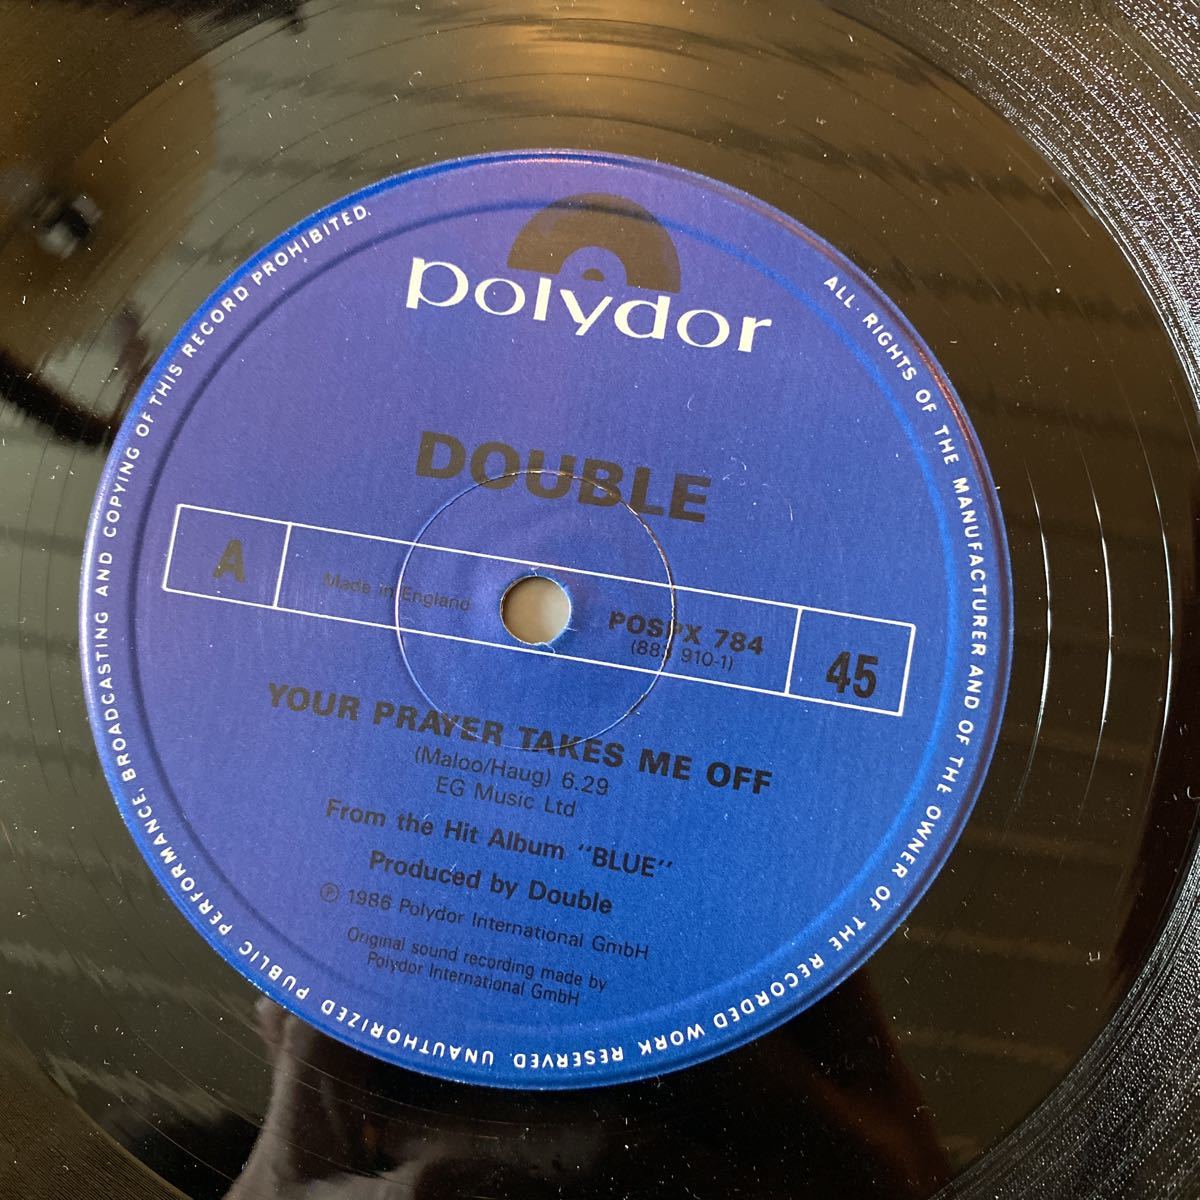 polydor
DOUBLE
A
Made in England
POSPX 784
(885 910-1)
45
YOUR PRAYER TAKES ME OFF
(Maloo/Haug) 6.29
EG Music Ltd
From the Hit Album "BLUE"
Produced by Double
℗ 1986 Polydor International GmbH
Original sound recording made by
Polydor International GmbH
ALL RIGHTS OF THE MANUFACTURER AND OF THE OWNER OF THE RECORDED WORK RESERVED. UNAUTHORIZED PUBLIC PERFORMANCE, BROADCASTING AND COPYING OF THIS RECORD PROHIBITED.